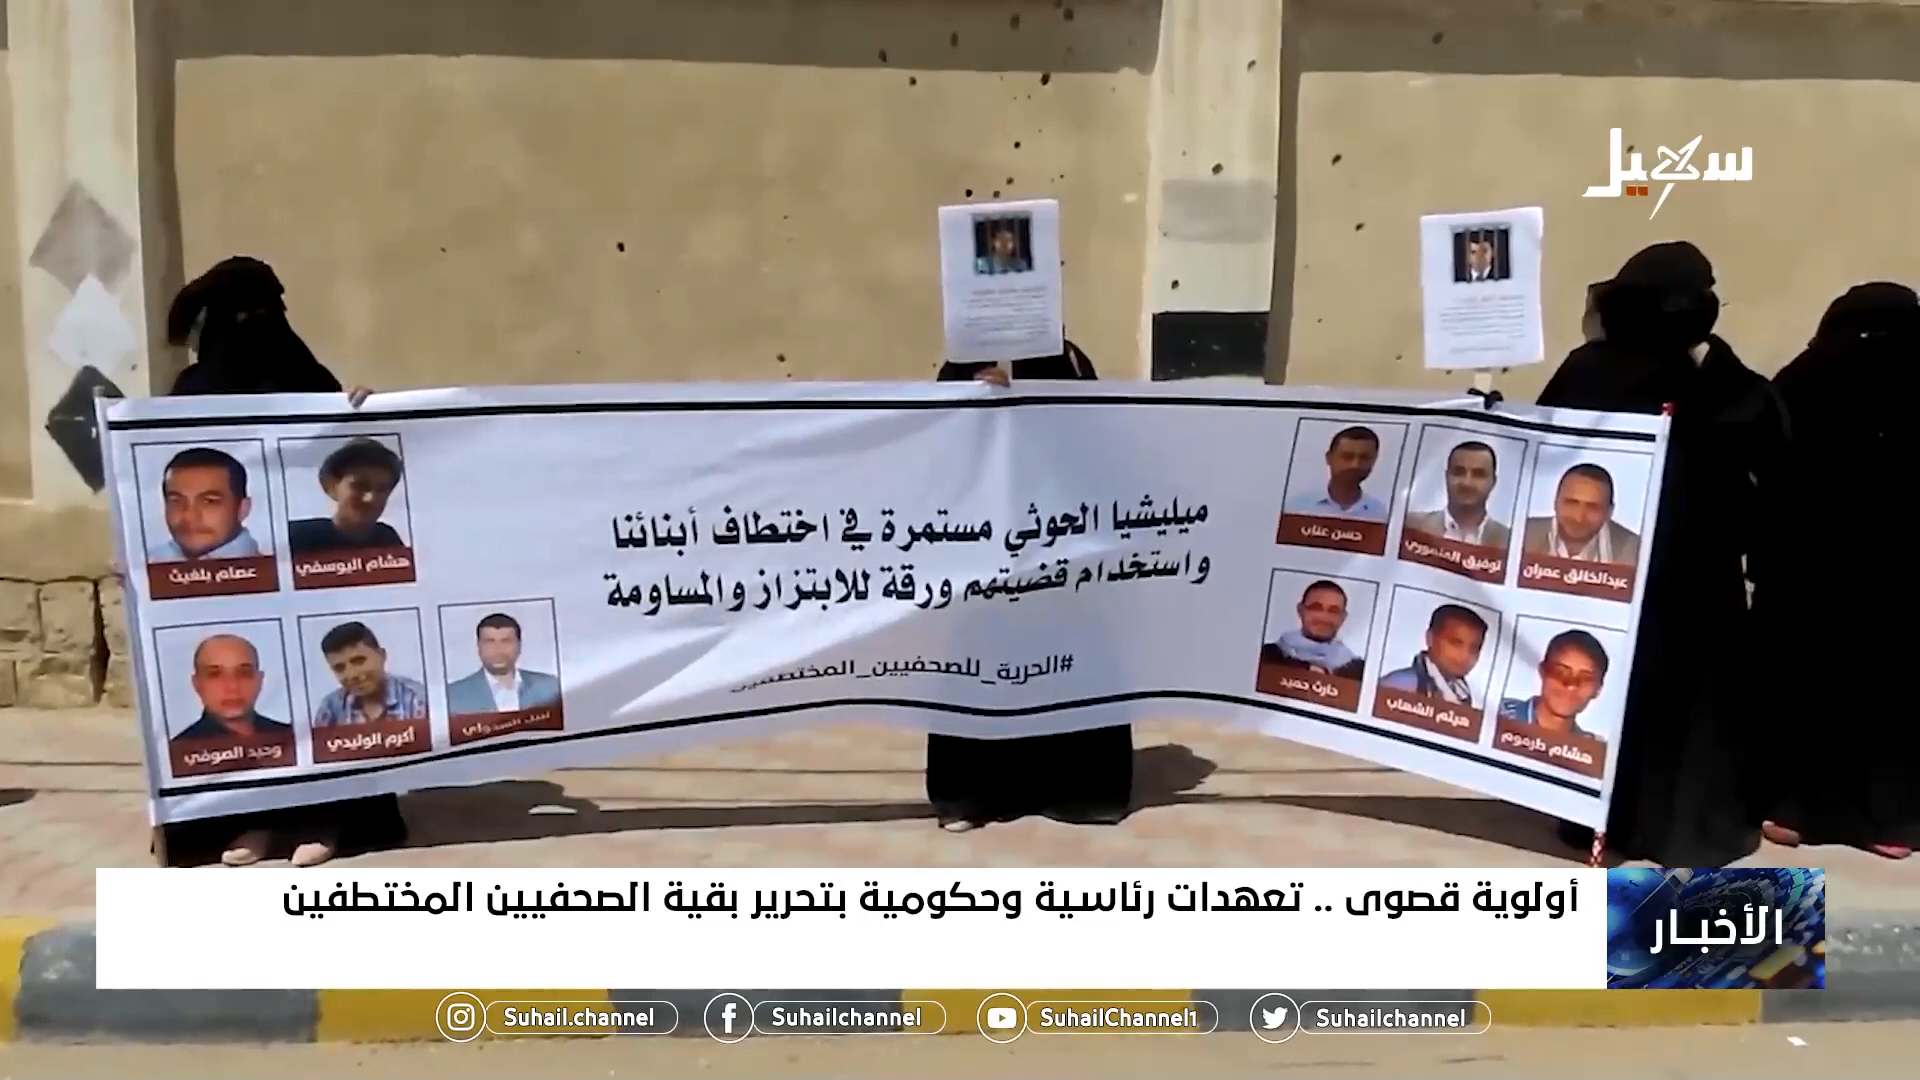 سهيل
ميليشيا الحوثي مستمرة في اختطاف أبنائنا
واستخدام قضيتهم ورقة للابتزاز والمساومة
#الحرية_للصحفيين_المختطفين
عبدالخالق عمران
توفيق المنصوري
حسن عناب
هشام طرموم
هيثم الشهاب
حارث حميد
هشام اليوسفي
عصام بلغيث
أكرم الوليدي
وحيد الصوفي
الأخبار
أولوية قصوى .. تعهدات رئاسية وحكومية بتحرير بقية الصحفيين المختطفين
Suhail.channel
Suhailchannel
SuhailChannel1
Suhailchannel